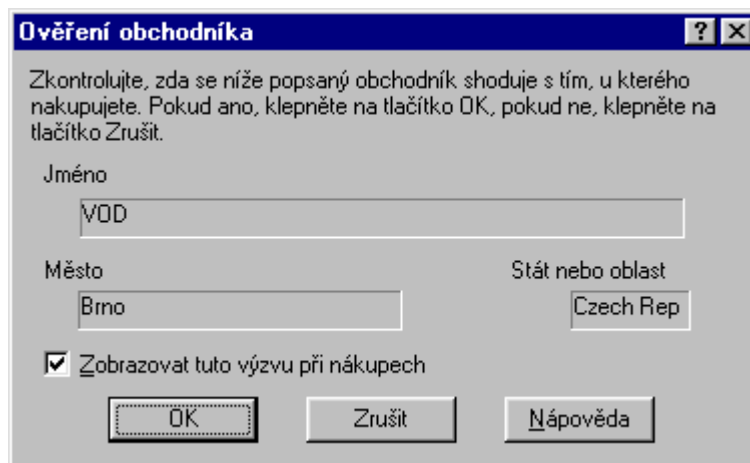 Ověření obchodníka
Zkontrolujte, zda se níže popsaný obchodník shoduje s tím, u kterého
nakupujete. Pokud ano, klepněte na tlačítko OK, pokud ne, klepněte na
tlačítko Zrušit.
Jméno
VOD
Město
Stát nebo oblast
Brno
Czech Rep
Zobrazovat tuto výzvu při nákupech
OK
Zrušit
Nápověda